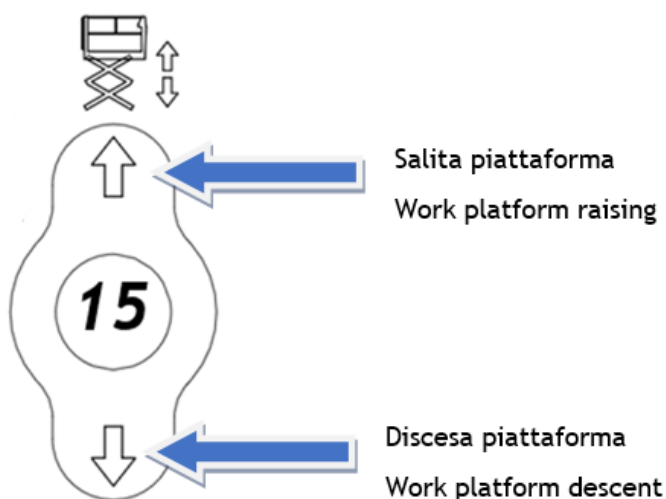 Salita piattaforma
Work platform raising
15
Discesa piattaforma
Work platform descent